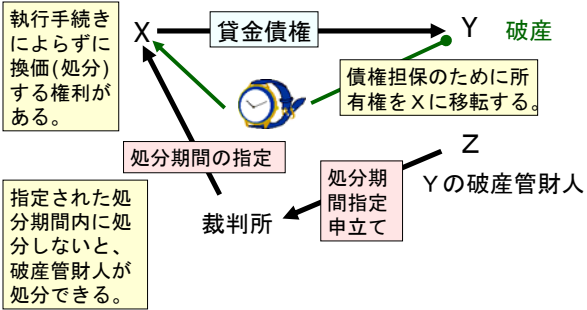 執行手続き
によらずに
換価(処分)
する権利が
ある。
X
貸金債権
Y
破産
債権担保のために所
有権をXに移転する。
処分期間の指定
Z
Yの破産管財人
処分期
間指定
申立て
裁判所
指定された処
分期間内に処
分しないと、
破産管財人が
処分できる。